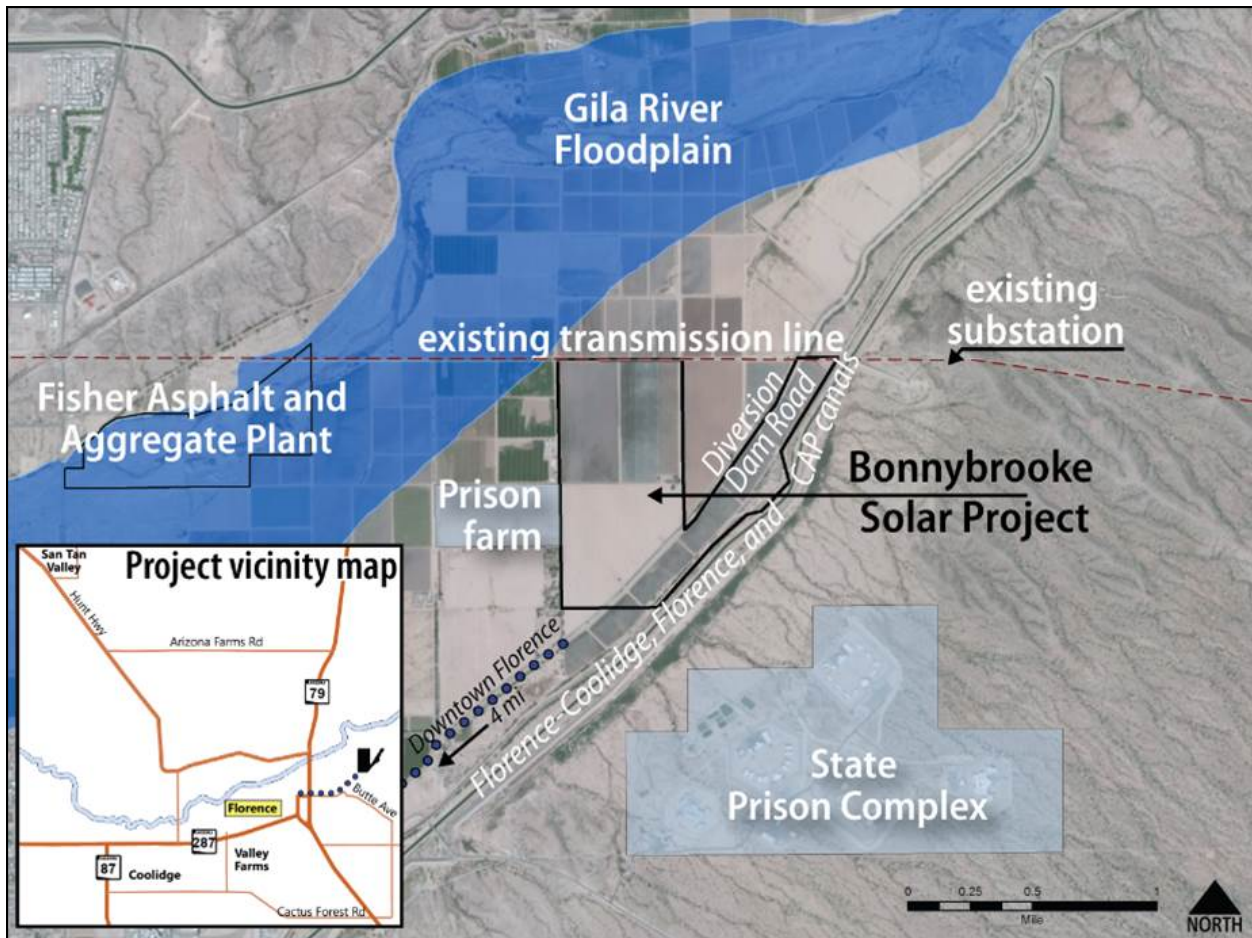 Gila River
Floodplain
existing
substation
existing transmission line
Fisher Asphalt and
Aggregate Plant
Diversion
Dam Road
Bonnybrooke
Solar Project
Prison
farm
Florence-Coolidge, Florence, and CAP canals
Downtown Florence
4 mi
State
Prison Complex
Project vicinity map
San Tan
Valley
Hunt Hwy
Arizona Farms Rd
79
Butte Ave
Florence
287
87
Valley
Farms
Coolidge
Cactus Forest Rd
0 0.25 0.5 1
Mile
NORTH